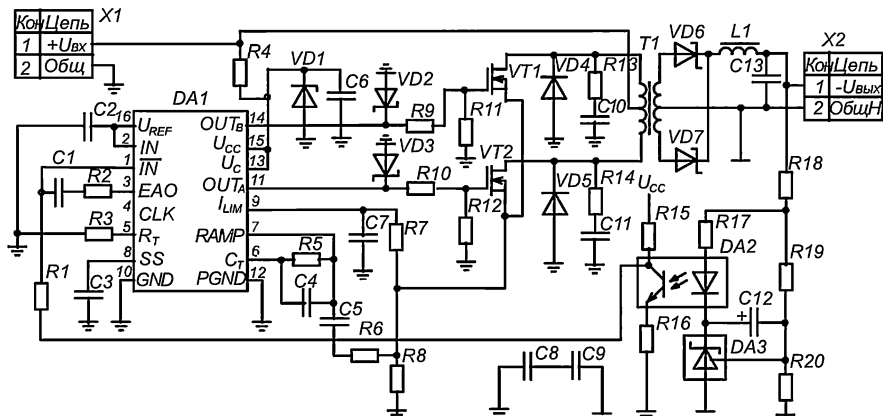 X1
Кон Цепь
1 +Uвх
2 Общ
R4
VD1
C6
VD2
R9
VT1
R11
VD4
R13
C10
T1
VD6
L1
C13
X2
Кон Цепь
1 -Uвых
2 ОбщН
C2
DA1
16 UREF
2 IN
1 IN
3 EAO
4 CLK
5 RT
8 SS
10 GND
OUTB 14
UCC 15
UC 13
OUTA 11
ILIM 9
RAMP 7
CT 6
PGND 12
C1
R2
R3
R1
C3
VD3
R10
VT2
R12
VD5
R14
C11
VD7
C7
R7
R5
C4
C5
R6
R8
C8
C9
UCC
R15
R16
R17
DA2
R18
R19
C12
+
DA3
R20